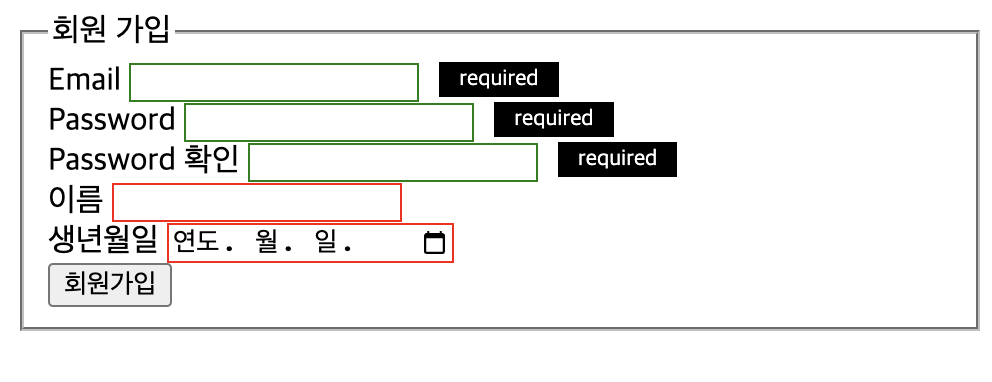 회원 가입
Email required
Password required
Password 확인 required
이름
생년월일 연도. 월. 일.
회원가입